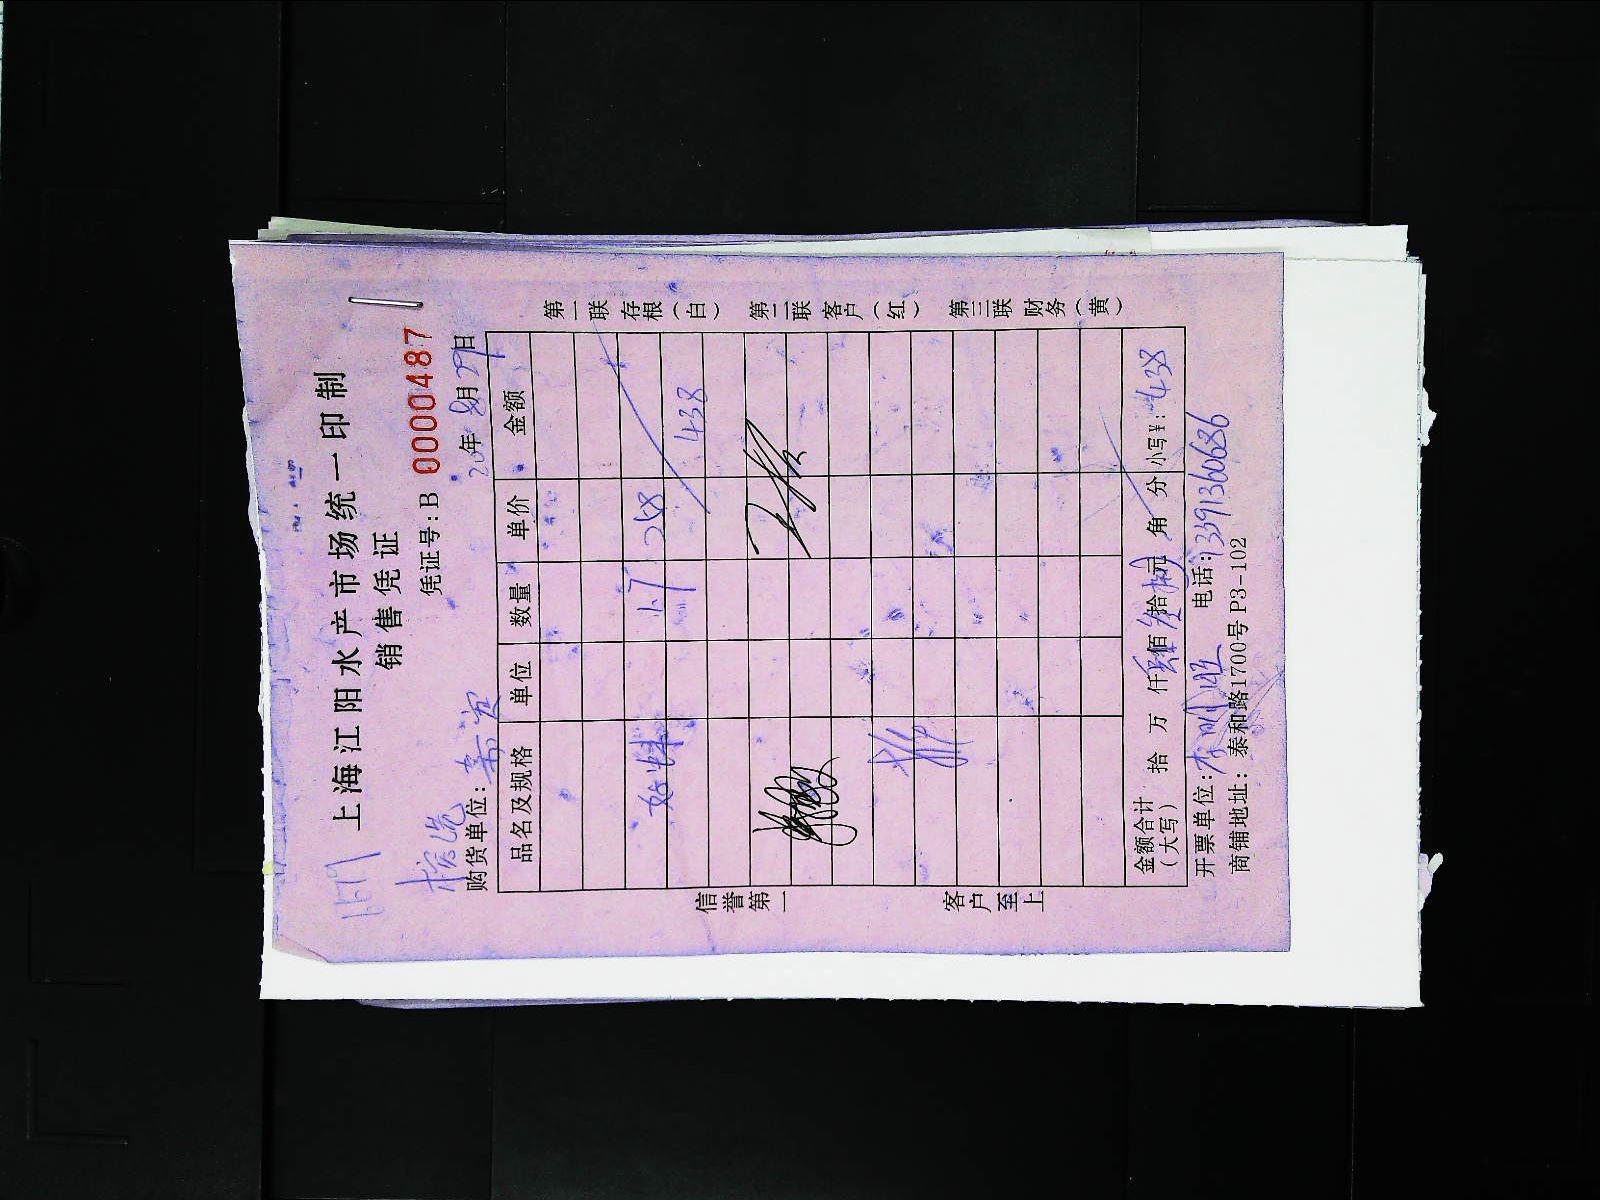 上海江阳水产市场统一印制
销售凭证
凭证号:B 0000487
购货单位:
年8月29日
品名及规格 单位 数量 单价 金额
1.7 258 438
信誉第一 客户至上
第一联存根(白) 第二联客户(红) 第三联财务(黄)
金额合计(大写) 拾 万 仟 佰 拾 元 角 分 小写¥:438
开票单位: 电话:13391360686
商铺地址:泰和路1700号P3-102